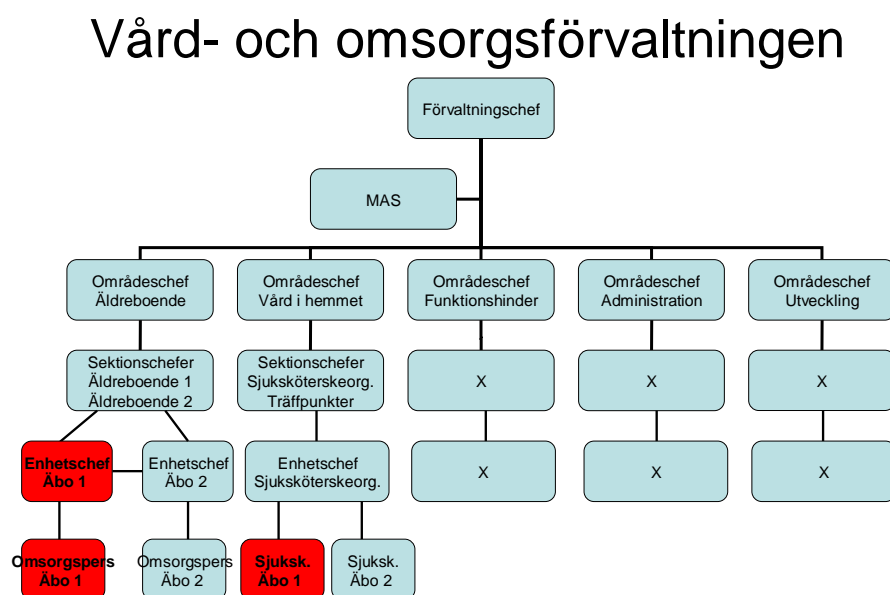 Vård- och omsorgsförvaltningen
Förvaltningschef
MAS
Områdeschef
Äldreboende
Områdeschef
Vård i hemmet
Områdeschef
Funktionshinder
Områdeschef
Administration
Områdeschef
Utveckling
Sektionschefer
Äldreboende 1
Äldreboende 2
Sektionschefer
Sjuksköterskeorg.
Träffpunkter
X
X
X
Enhetschef
Äbo 1
Enhetschef
Äbo 2
Enhetschef
Sjuksköterskeorg.
X
X
X
Omsorgspers
Äbo 1
Omsorgspers
Äbo 2
Sjuksk.
Äbo 1
Sjuksk.
Äbo 2